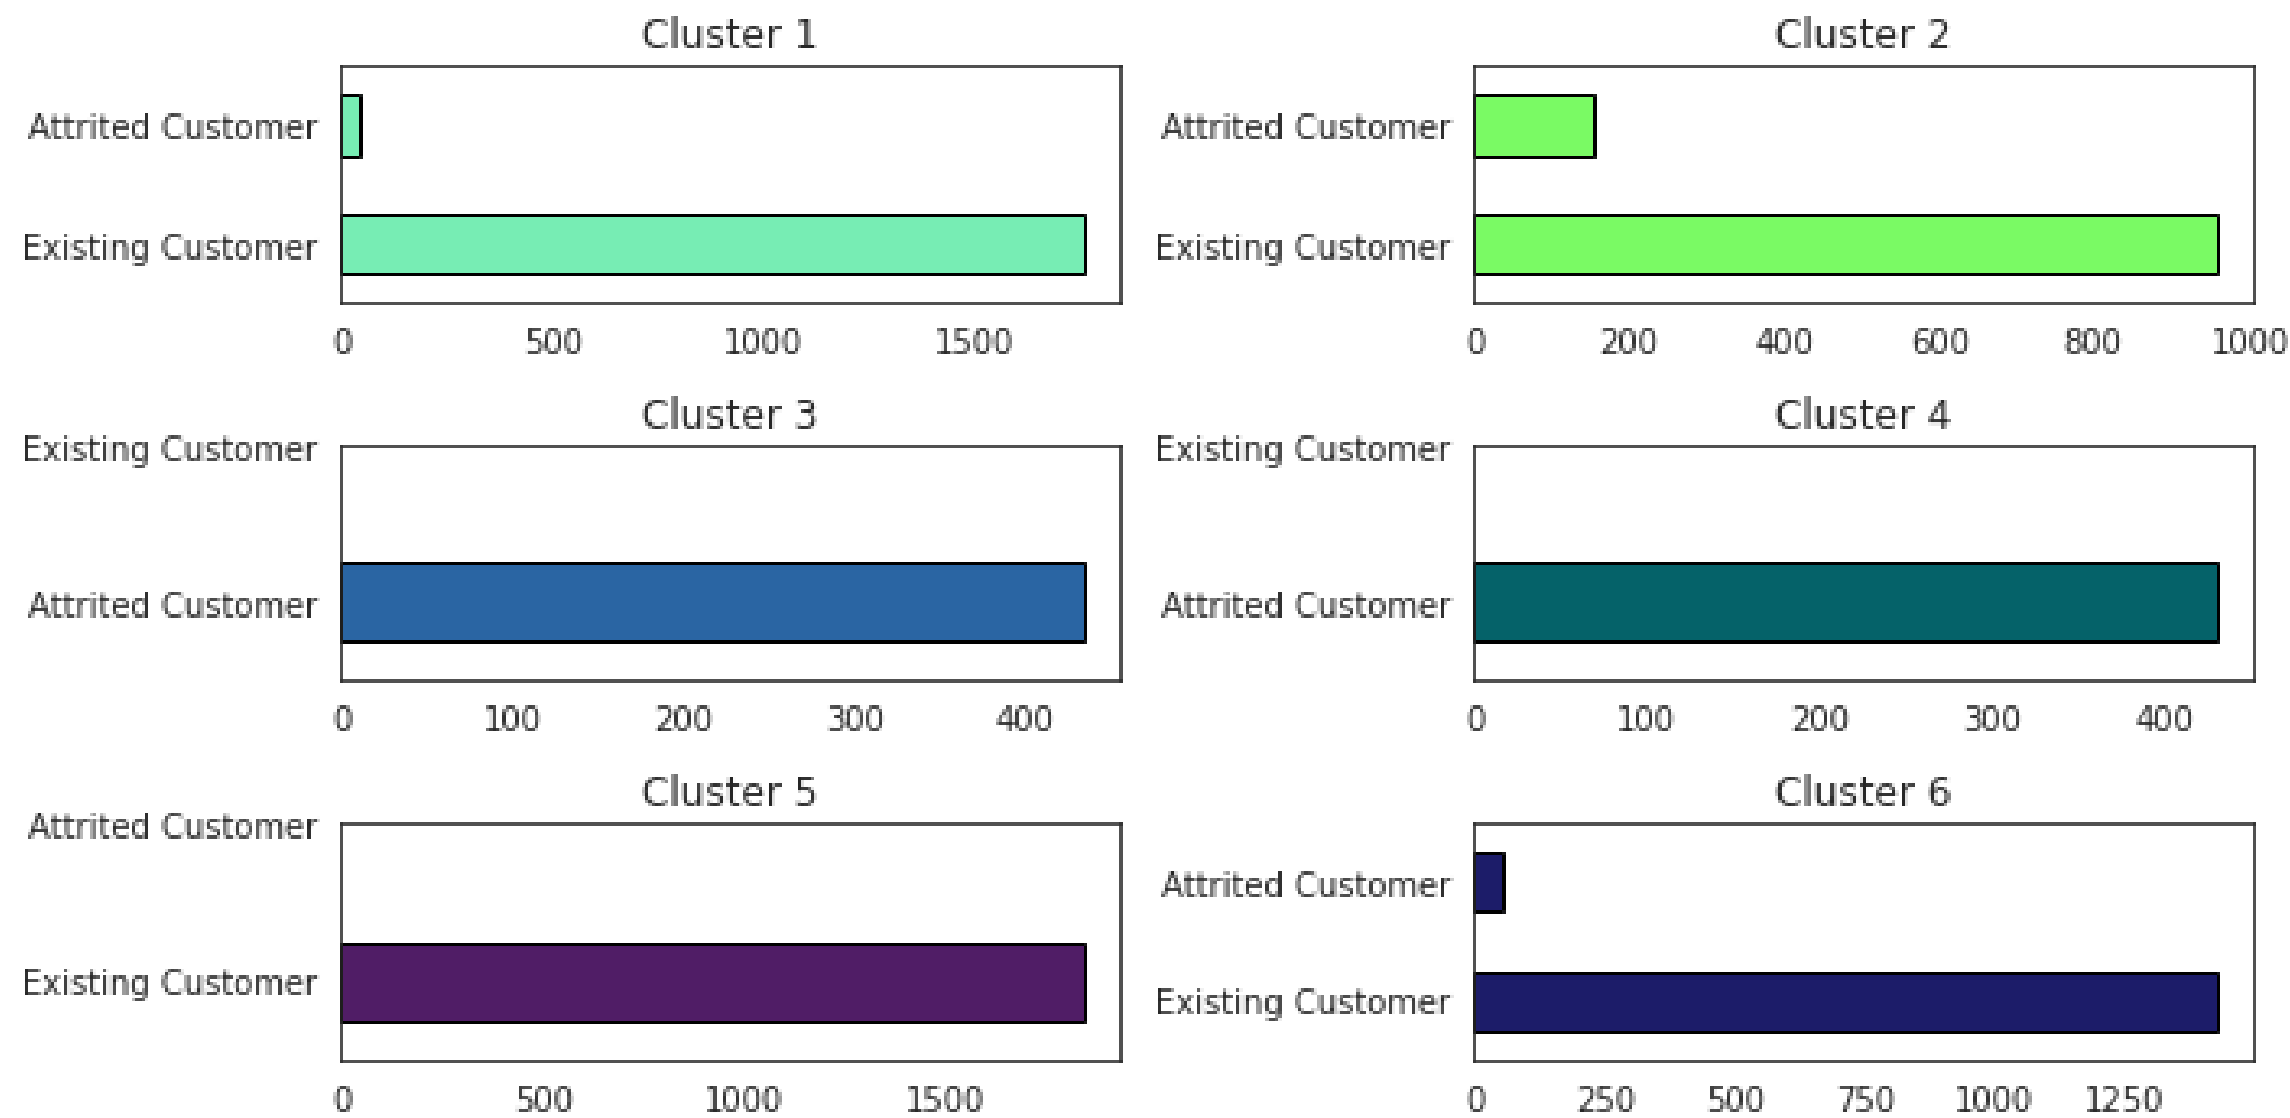 Cluster 1
Attrited Customer
Existing Customer
0 500 1000 1500
Cluster 2
Attrited Customer
Existing Customer
0 200 400 600 800 1000
Cluster 3
Existing Customer
Attrited Customer
0 100 200 300 400
Cluster 4
Existing Customer
Attrited Customer
0 100 200 300 400
Cluster 5
Attrited Customer
Existing Customer
0 500 1000 1500
Cluster 6
Attrited Customer
Existing Customer
0 250 500 750 1000 1250